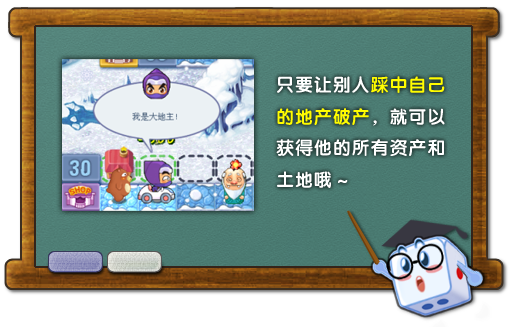 我是大地主！
30
SHOP
只要让别人踩中自己
的地产破产，就可以
获得他的所有资产和
土地哦～